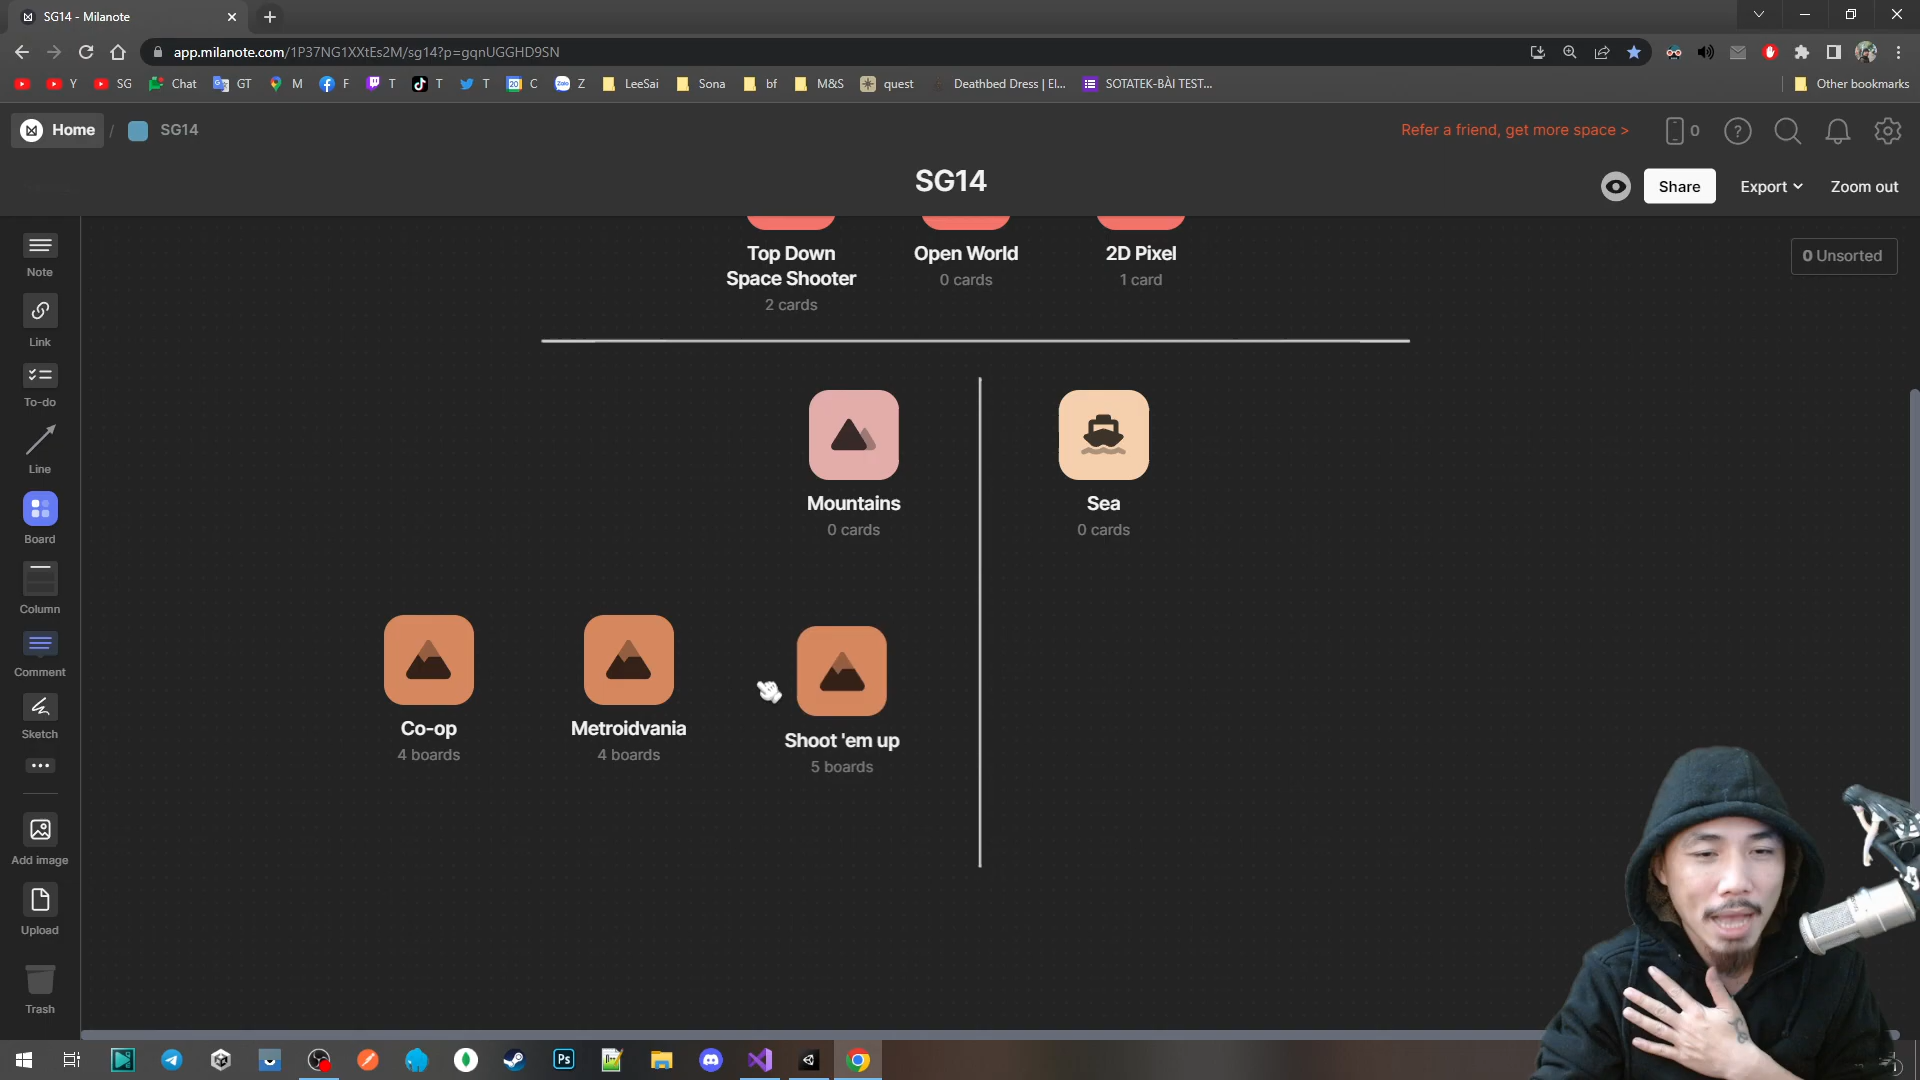 SG14 - Milanote
app.milanote.com/1P37NG1XXtEs2M/sg14?p=gqnUGGHD9SN
Y
SG
Chat
GT
M
F
T
T
T
C
Z
LeeSai
Sona
bf
M&S
quest
Deathbed Dress | El...
SOTATEK-BÀI TEST...
Other bookmarks
Home / SG14
Refer a friend, get more space >
0
SG14
Share
Export
Zoom out
0 Unsorted
Note
Link
To-do
Line
Board
Column
Comment
Sketch
Add image
Upload
Trash
Top Down
Space Shooter
2 cards
Open World
0 cards
2D Pixel
1 card
Mountains
0 cards
Sea
0 cards
Co-op
4 boards
Metroidvania
4 boards
Shoot 'em up
5 boards
Ps